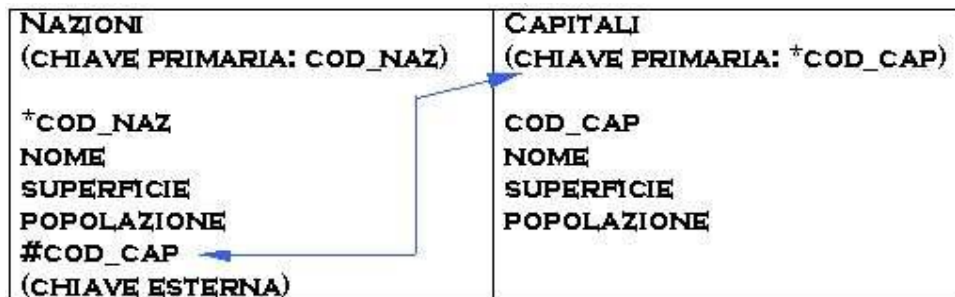 NAZIONI
(CHIAVE PRIMARIA: COD_NAZ)
*COD_NAZ
NOME
SUPERFICIE
POPOLAZIONE
#COD_CAP
(CHIAVE ESTERNA)
CAPITALI
(CHIAVE PRIMARIA: *COD_CAP)
COD_CAP
NOME
SUPERFICIE
POPOLAZIONE